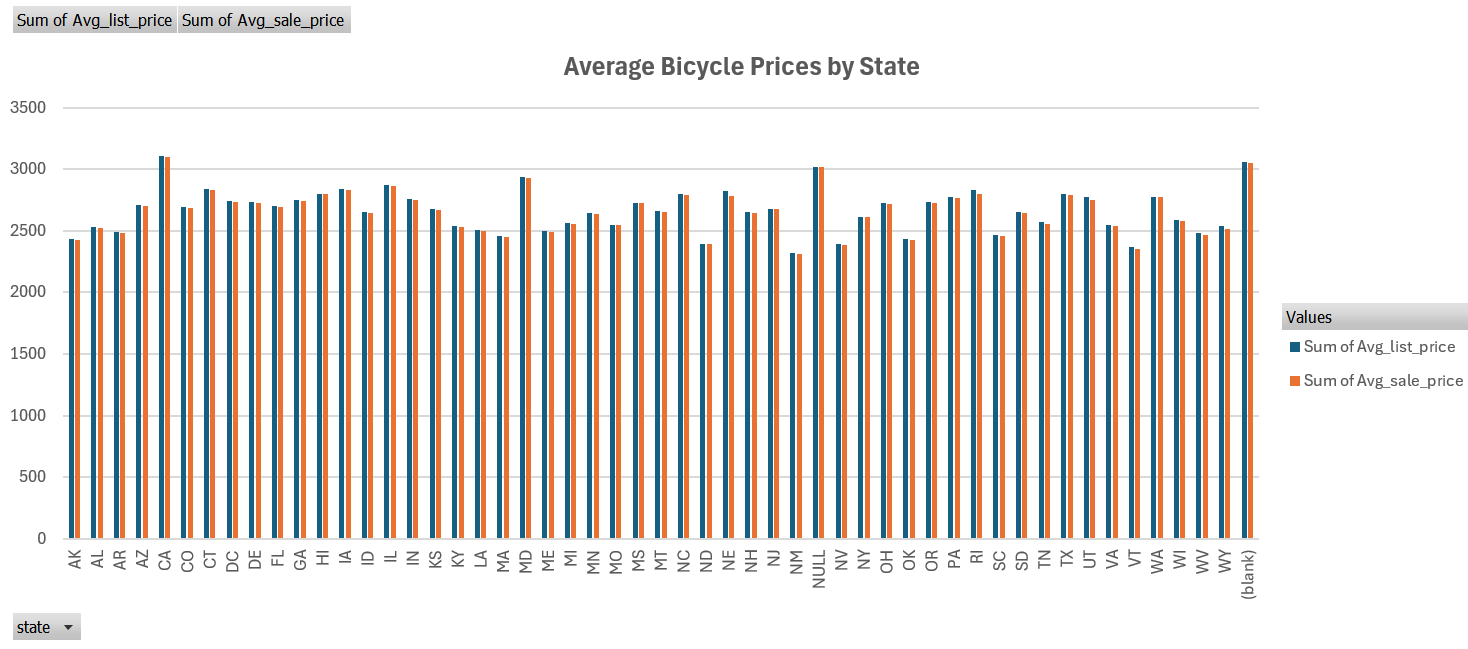 Sum of Avg_list_price Sum of Avg_sale_price
Average Bicycle Prices by State
3500
3000
2500
2000
1500
1000
500
0
AK AL AR AZ CA CO CT DC DE FL GA HI IA ID IL IN KS KY LA MA MD ME MI MN MO MS MT NC ND NE NH NJ NM NULL NV NY OH OK OR PA RI SC SD TN TX UT VA VT WA WI WV WY (blank)
Values
Sum of Avg_list_price
Sum of Avg_sale_price
state